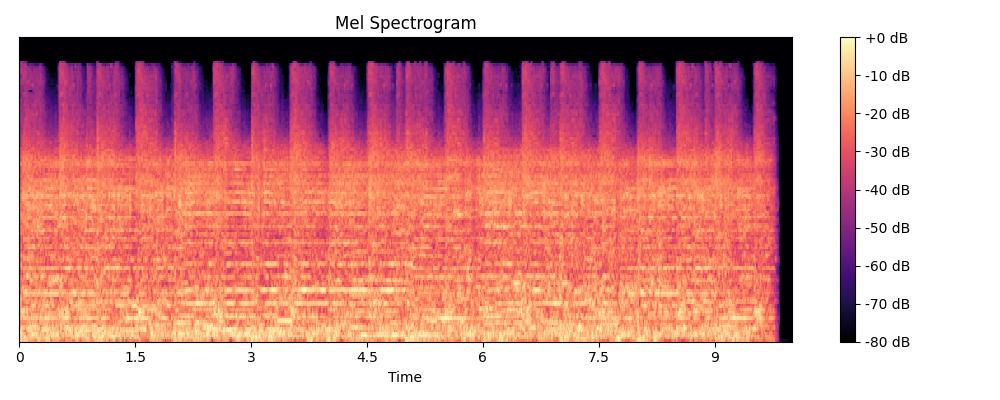 Mel Spectrogram
+0 dB
-10 dB
-20 dB
-30 dB
-40 dB
-50 dB
-60 dB
-70 dB
-80 dB
0 1.5 3 4.5 6 7.5 9
Time